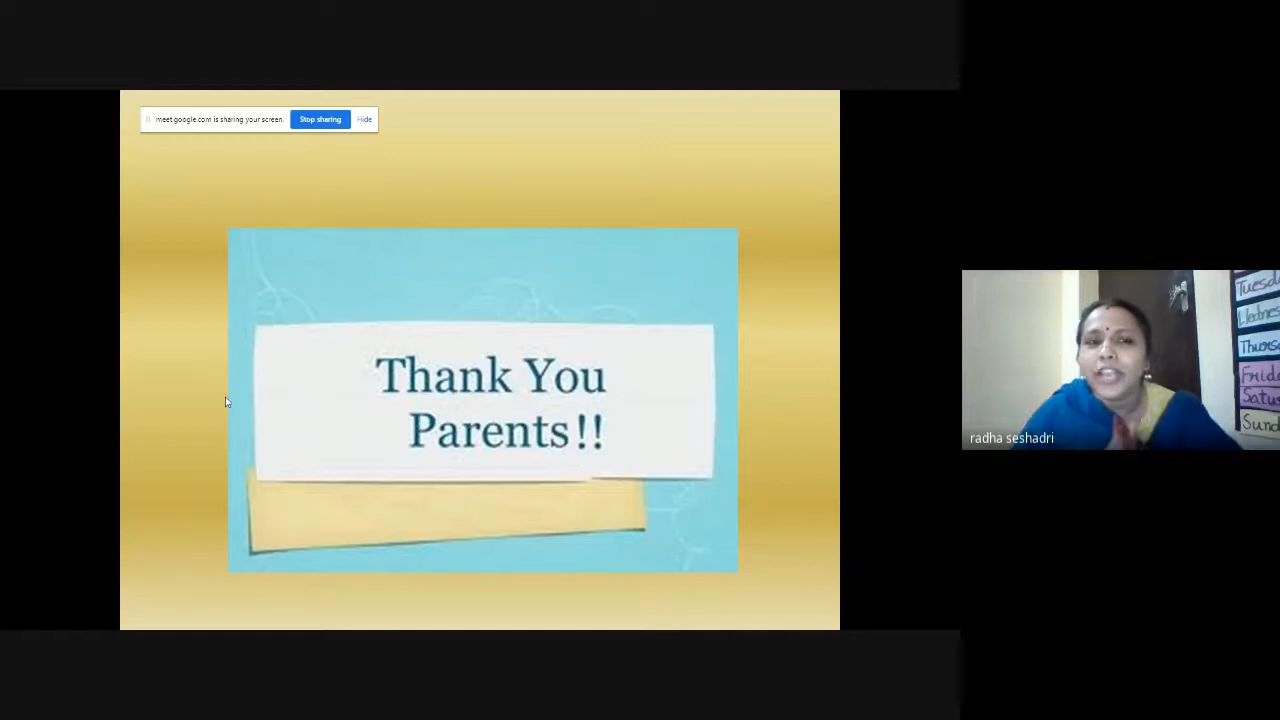 meet.google.com is sharing your screen.
Stop sharing
Hide
Thank You
Parents!!
radha seshadri